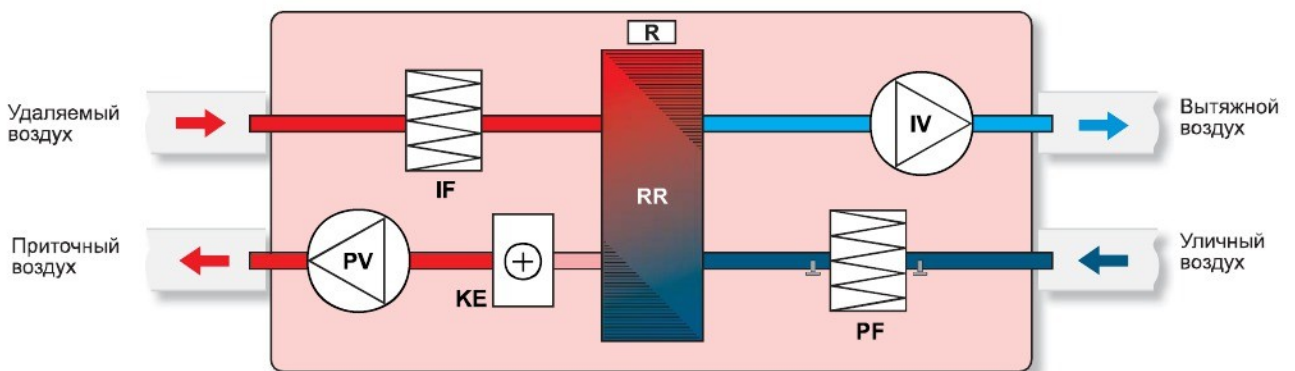 R
Удаляемый
воздух
IV
Вытяжной
воздух
IF
RR
Приточный
воздух
PV
KE
PF
Уличный
воздух